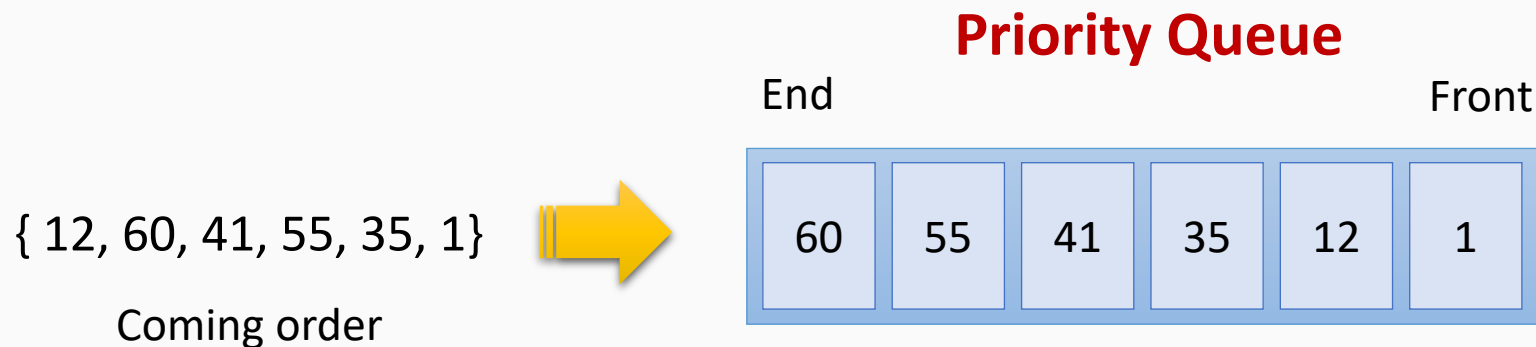 Priority Queue
End Front
{ 12, 60, 41, 55, 35, 1}
60 55 41 35 12 1
Coming order